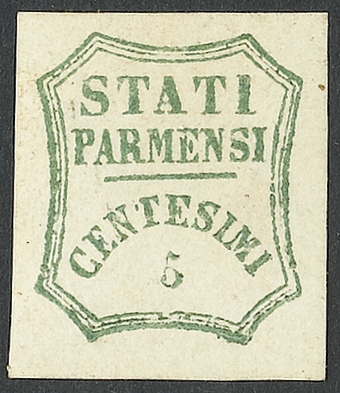 STATI
PARMENSI
CENTESIMI
5